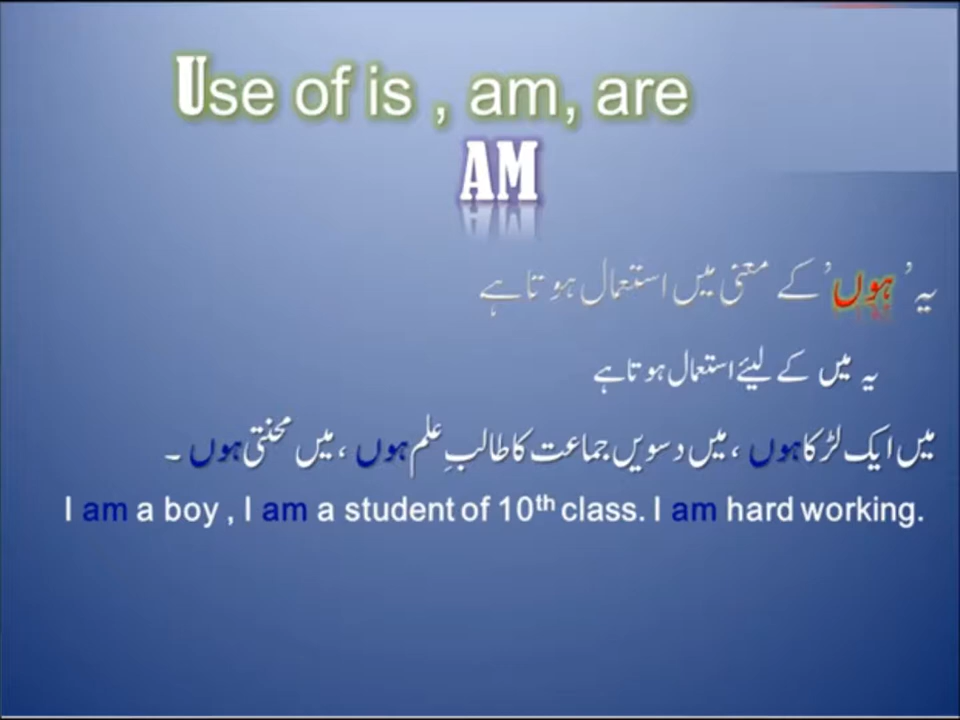 Use of is , am, are
AM
یہ ’ہوں‘ کے معنی میں استعمال ہوتا ہے
یہ میں کے لیئے استعمال ہوتا ہے
میں ایک لڑکا ہوں ، میں دسویں جماعت کا طالبِ علم ہوں ، میں محنتی ہوں ۔
I am a boy , I am a student of 10th class. I am hard working.